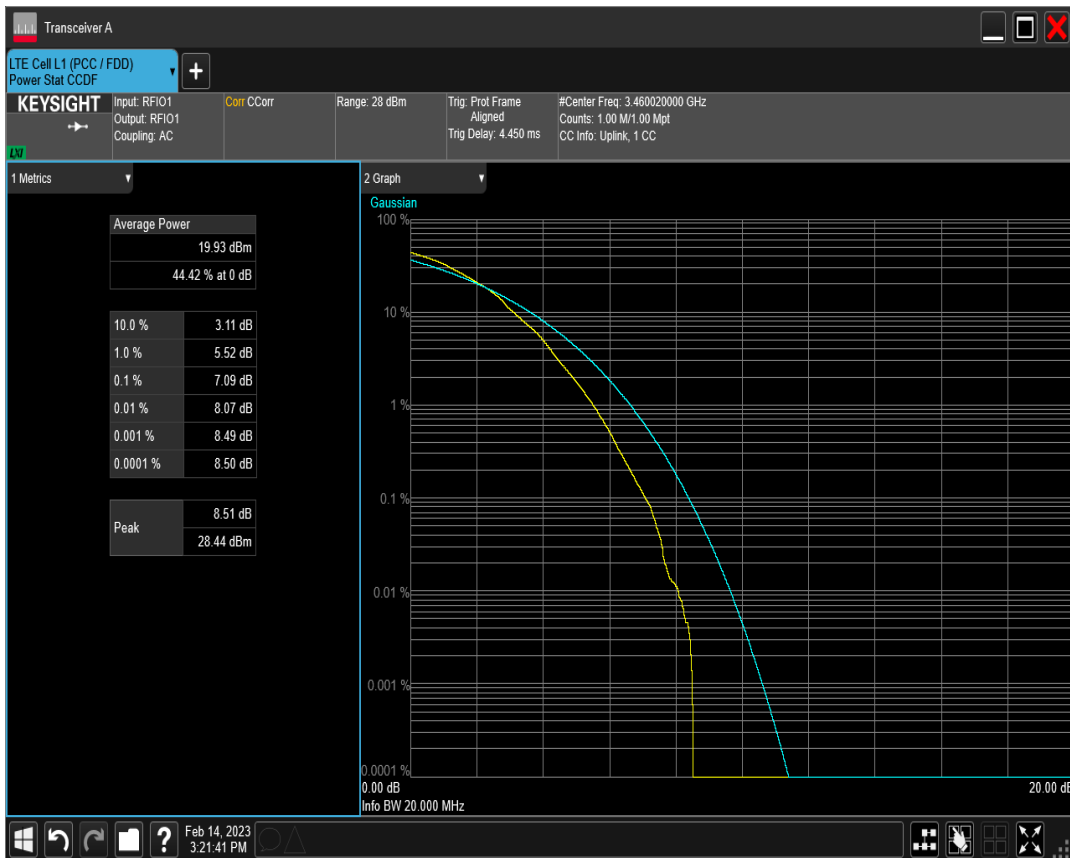 Transceiver A
LTE Cell L1 (PCC / FDD)
Power Stat CCDF
KEYSIGHT
LXI
Input: RFIO1
Output: RFIO1
Coupling: AC
Corr CCorr
Range: 28 dBm
Trig: Prot Frame
Aligned
Trig Delay: 4.450 ms
#Center Freq: 3.460020000 GHz
Counts: 1.00 M/1.00 Mpt
CC Info: Uplink, 1 CC
1 Metrics
Average Power
19.93 dBm
44.42 % at 0 dB
10.0 % 3.11 dB
1.0 % 5.52 dB
0.1 % 7.09 dB
0.01 % 8.07 dB
0.001 % 8.49 dB
0.0001 % 8.50 dB
Peak
8.51 dB
28.44 dBm
2 Graph
Gaussian
100 %
10 %
1 %
0.1 %
0.01 %
0.001 %
0.0001 %
0.00 dB 20.00 dB
Info BW 20.000 MHz
Feb 14, 2023
3:21:41 PM